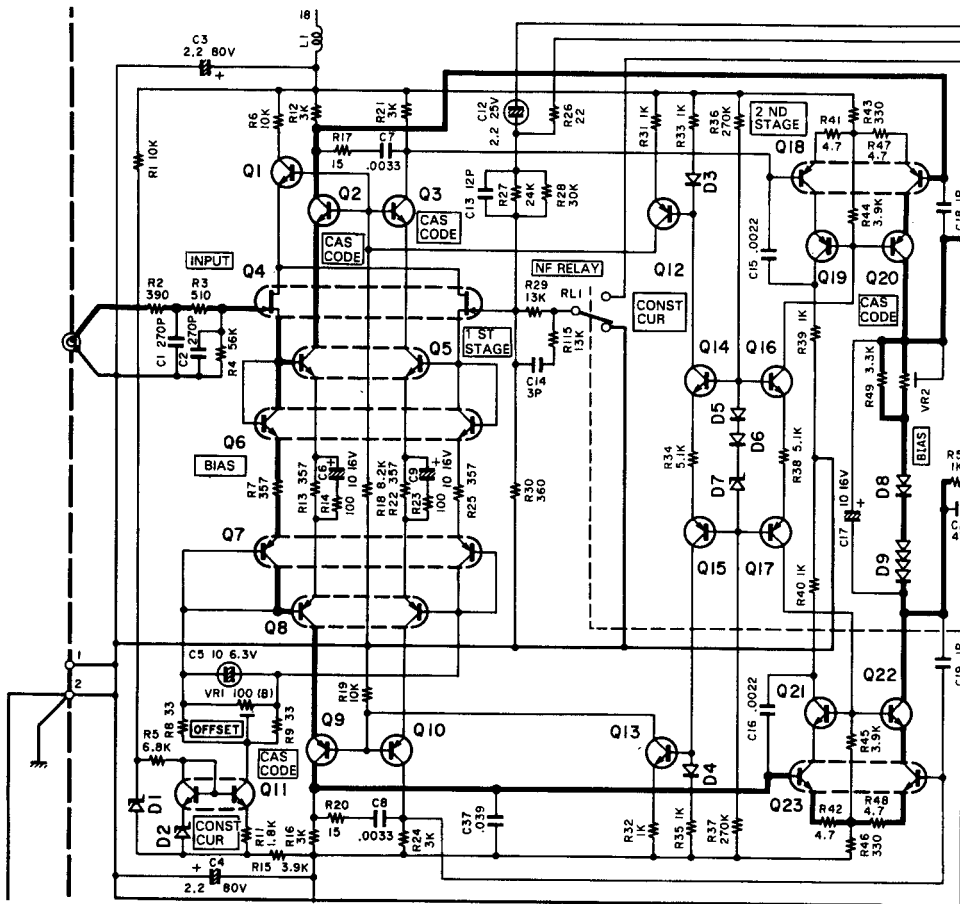 18
L1
C3
2.2 80V
+
R1 10K
R6
10K
R12
3K
R21
3K
R17
15
C7
.0033
C12
2.2 25V
R26
22
R31 1K
R33 1K
R36
270K
2 ND
STAGE
Q18
R41
4.7
R43
330
R47
4.7
Q1
Q2
Q3
CAS
CODE
CAS
CODE
C13 12P
R27
24K
R28
30K
D3
C15 .0022
R44
3.9K
C18 1P
Q12
Q19
Q20
CAS
CODE
INPUT
Q4
R2
390
R3
510
C1 270P
C2 270P
R4
56K
NF RELAY
R29
13K
RL1
R115
13K
CONST
CUR
1 ST
STAGE
Q5
C14
3P
R39 1K
Q14
Q16
R49 3.3K
VR2
D5
D6
D7
Q6
BIAS
R7
357
R13 357
C6
+
R14
100 10 16V
R18 8.2K
R22 357
C9
+
R23
100 10 16V
R25 357
R30
360
R34
5.1K
R38 5.1K
10 16V
+
C17
BIAS
D8
D9
R5
1K
C
4
Q7
Q8
Q15
Q17
R40 1K
C5 10 6.3V
VR1 100 (B)
R8 33
OFFSET
R9 33
R19
10K
1
2
Q9
Q10
CAS
CODE
Q13
C16 .0022
Q21
Q22
C19 1P
R45
3.9K
R5
6.8K
Q11
D1
D2
CONST
CUR
R11
1.8K
R16
3K
R15 3.9K
R20
15
C8
.0033
R24
3K
C37
.039
D4
R32
1K
R35 1K
R37
270K
Q23
R42
4.7
R48
4.7
R46
330
+ C4
2.2 80V